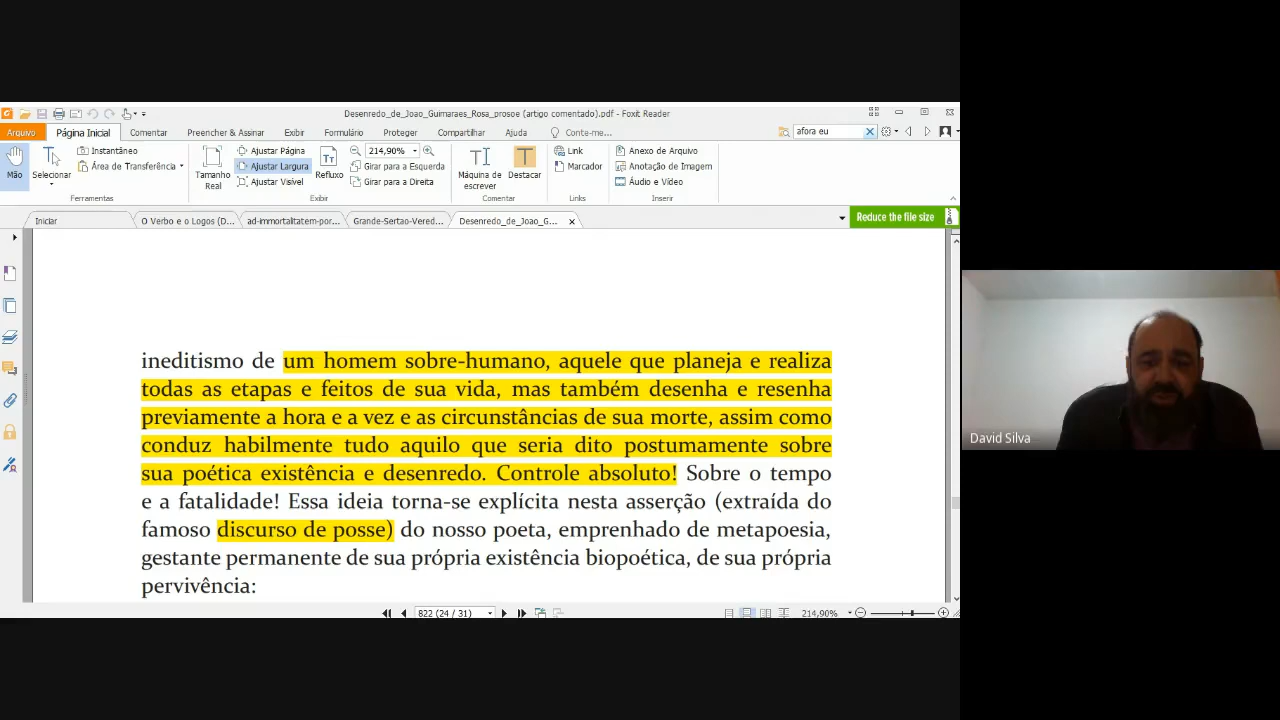 Desenredo_de_Joao_Guimaraes_Rosa_prosoe (artigo comentado).pdf - Foxit Reader
Arquivo Página Inicial Comentar Preencher & Assinar Exibir Formulário Proteger Compartilhar Ajuda Conte-me... afora eu
Mão
Selecionar
Instantâneo
Área de Transferência
Ferramentas
Tamanho Real
Ajustar Página
Ajustar Largura
Ajustar Visível
Refluxo
214,90%
Girar para a Esquerda
Girar para a Direita
Exibir
Máquina de escrever
Destacar
Comentar
Link
Marcador
Links
Anexo de Arquivo
Anotação de Imagem
Áudio e Vídeo
Inserir
Iniciar O Verbo e o Logos (D... ad-immortalitatem-por... Grande-Sertao-Vered... Desenredo_de_Joao_G... Reduce the file size
ineditismo de um homem sobre-humano, aquele que planeja e realiza
todas as etapas e feitos de sua vida, mas também desenha e resenha
previamente a hora e a vez e as circunstâncias de sua morte, assim como
conduz habilmente tudo aquilo que seria dito postumamente sobre
sua poética existência e desenredo. Controle absoluto! Sobre o tempo
e a fatalidade! Essa ideia torna-se explícita nesta asserção (extraída do
famoso discurso de posse) do nosso poeta, emprenhado de metapoesia,
gestante permanente de sua própria existência biopoética, de sua própria
pervivência:
822 (24 / 31) 214,90%
David Silva